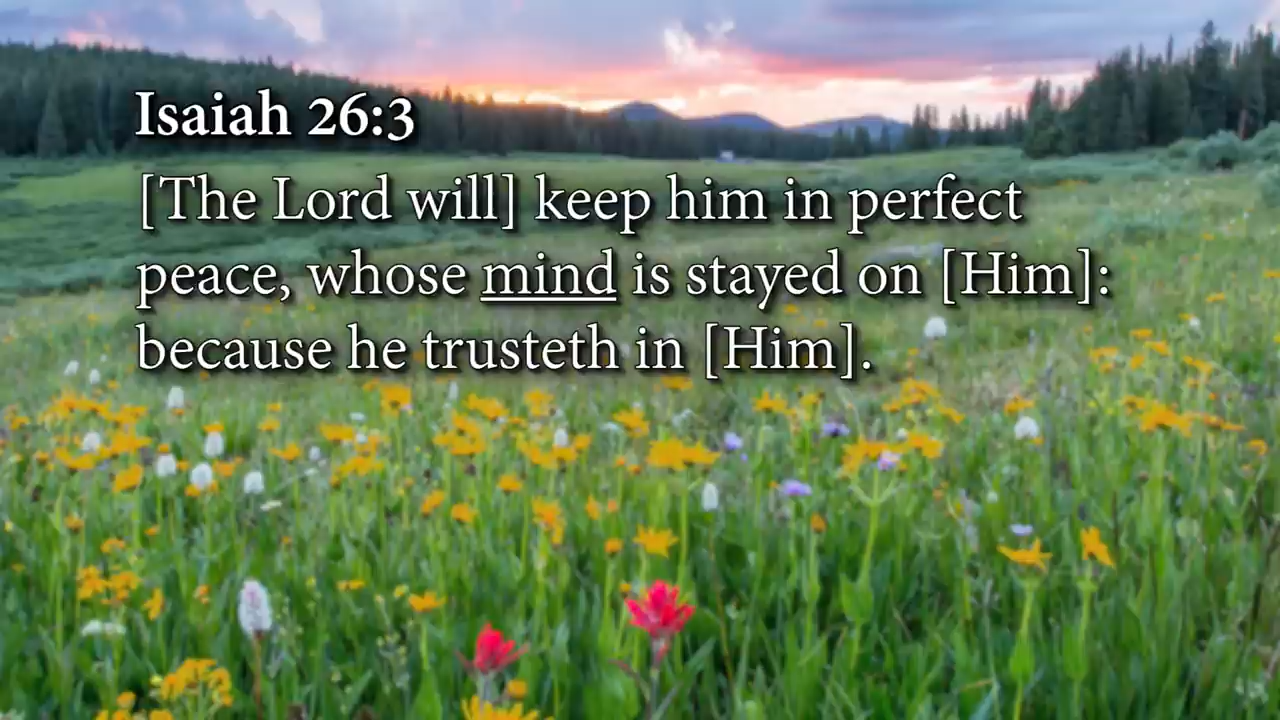 Isaiah 26:3
[The Lord will] keep him in perfect
peace, whose mind is stayed on [Him]:
because he trusteth in [Him].